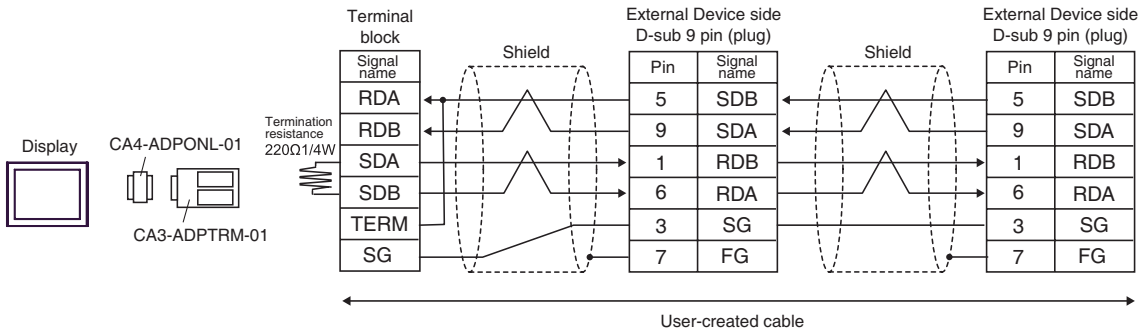 Terminal
block
External Device side
D-sub 9 pin (plug)
External Device side
D-sub 9 pin (plug)
Shield
Shield
Signal
name
Pin
Signal
name
Pin
Signal
name
RDA
5
SDB
5
SDB
RDB
9
SDA
9
SDA
SDA
1
RDB
1
RDB
SDB
6
RDA
6
RDA
TERM
3
SG
3
SG
SG
7
FG
7
FG
Termination
resistance
220Ω1/4W
Display
CA4-ADPONL-01
CA3-ADPTRM-01
User-created cable